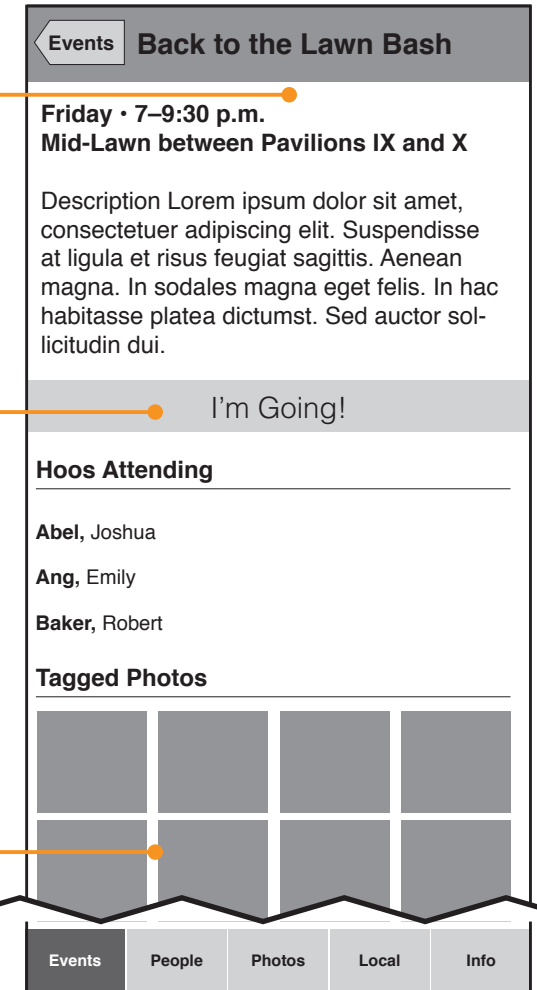 Events Back to the Lawn Bash
Friday • 7–9:30 p.m.
Mid-Lawn between Pavilions IX and X
Description Lorem ipsum dolor sit amet,
consectetuer adipiscing elit. Suspendisse
at ligula et risus feugiat sagittis. Aenean
magna. In sodales magna eget felis. In hac
habitasse platea dictumst. Sed auctor sol-
licitudin dui.
I'm Going!
Hoos Attending
Abel, Joshua
Ang, Emily
Baker, Robert
Tagged Photos
Events People Photos Local Info